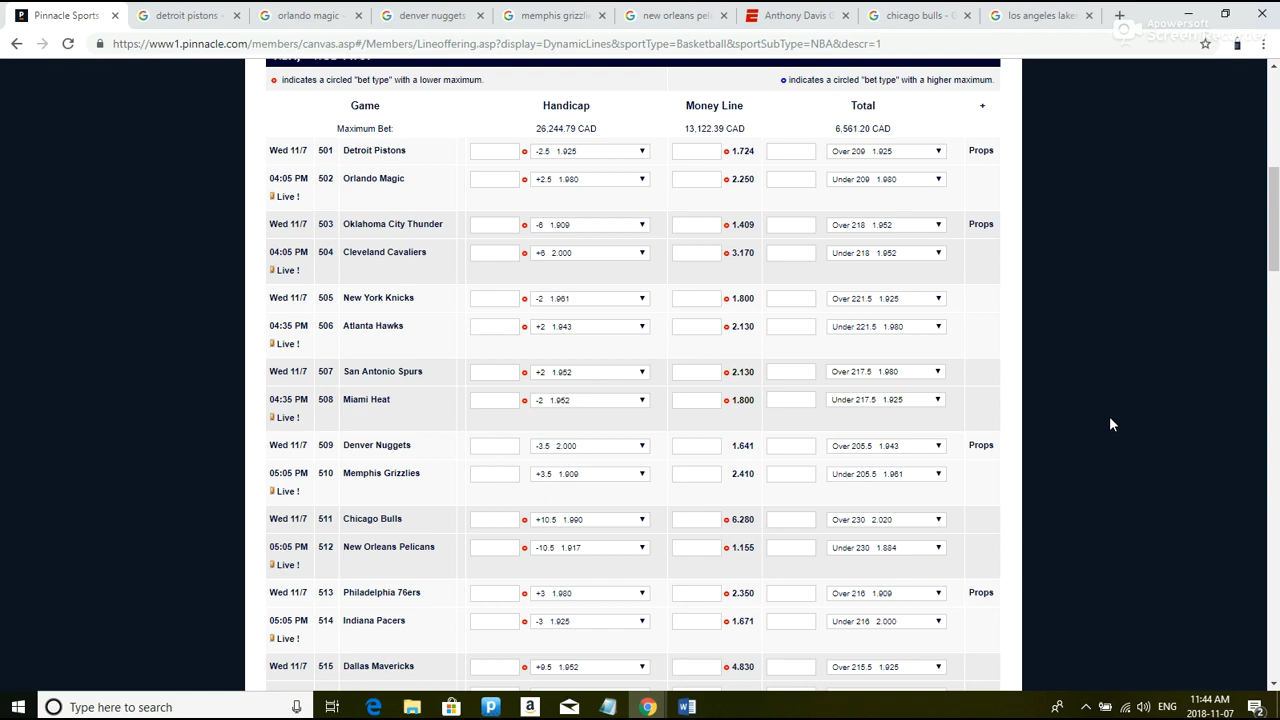 Pinnacle Sports
detroit pistons -
orlando magic -
denver nuggets
memphis grizzlie
new orleans pel
Anthony Davis G
chicago bulls - G
los angeles lake
https://www1.pinnacle.com/members/canvas.asp#/Members/Lineoffering.asp?doAny=DynamicLines&sportType=Basketball&sportSubType=NBA&descr=1
Apowersoft
Screen Recorder
indicates a circled "bet type" with a lower maximum. indicates a circled "bet type" with a higher maximum.
Game Handicap Money Line Total +
Maximum Bet: 26,244.79 CAD 13,122.39 CAD 6,561.20 CAD
Wed 11/7 501 Detroit Pistons -2.5 1.925 1.724 Over 209 1.925 Props
04:05 PM 502 Orlando Magic +2.5 1.980 2.250 Under 209 1.980
Live !
Wed 11/7 503 Oklahoma City Thunder -6 1.909 1.409 Over 218 1.952 Props
04:05 PM 504 Cleveland Cavaliers +6 2.000 3.170 Under 218 1.952
Live !
Wed 11/7 505 New York Knicks -2 1.961 1.800 Over 221.5 1.925
04:35 PM 506 Atlanta Hawks +2 1.943 2.130 Under 221.5 1.980
Live !
Wed 11/7 507 San Antonio Spurs +2 1.952 2.130 Over 217.5 1.980
04:35 PM 508 Miami Heat -2 1.952 1.800 Under 217.5 1.925
Live !
Wed 11/7 509 Denver Nuggets -3.5 2.000 1.641 Over 205.5 1.943 Props
05:05 PM 510 Memphis Grizzlies +3.5 1.909 2.410 Under 205.5 1.961
Live !
Wed 11/7 511 Chicago Bulls +10.5 1.990 6.280 Over 230 2.020
05:05 PM 512 New Orleans Pelicans -10.5 1.917 1.155 Under 230 1.884
Live !
Wed 11/7 513 Philadelphia 76ers +3 1.980 2.350 Over 216 1.909 Props
05:05 PM 514 Indiana Pacers -3 1.925 1.671 Under 216 2.000
Live !
Wed 11/7 515 Dallas Mavericks +9.5 1.952 4.830 Over 215.5 1.925
Type here to search
ENG
11:44 AM
2018-11-07